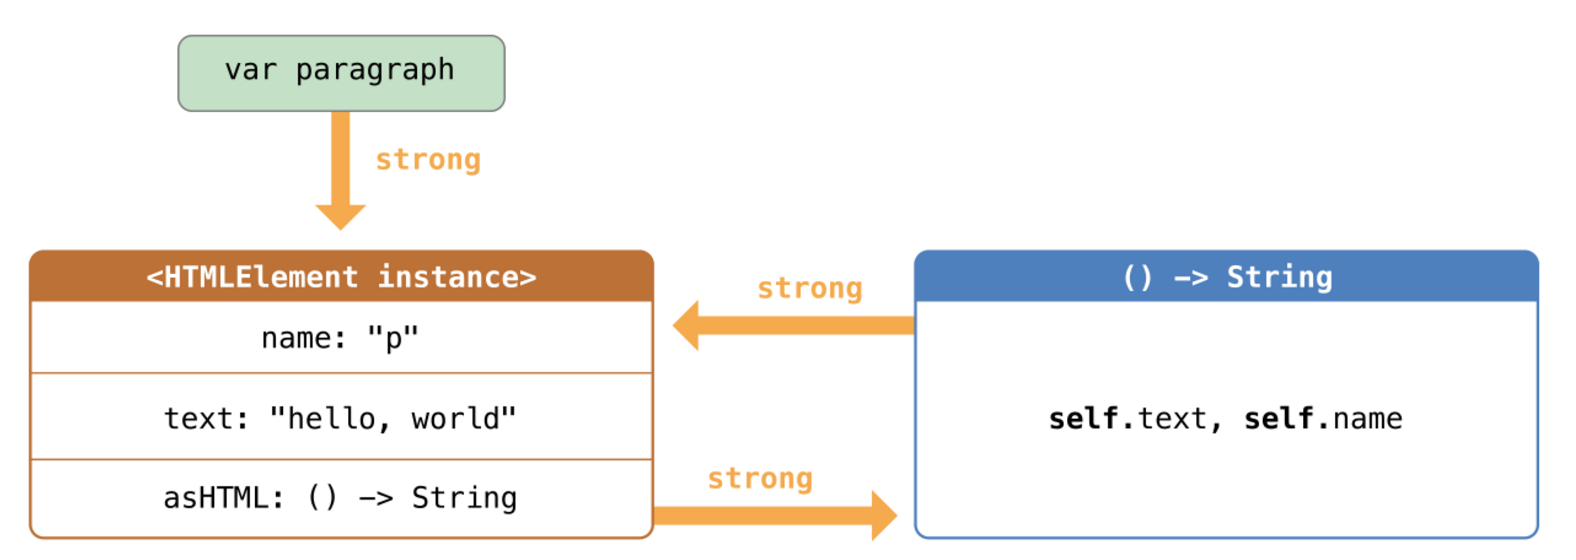 var paragraph
strong
<HTMLElement instance>
name: "p"
text: "hello, world"
asHTML: () -> String
strong
strong
() -> String
self.text, self.name